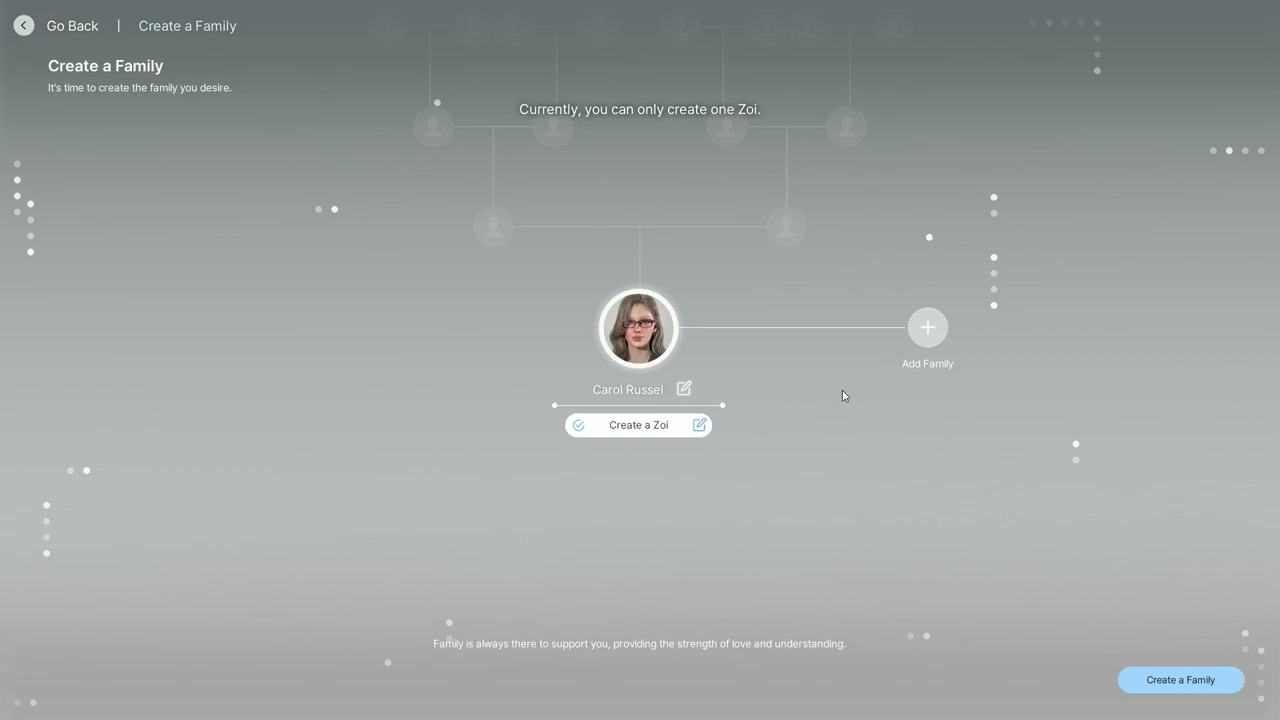 Go Back | Create a Family
Create a Family
It's time to create the family you desire.
Currently, you can only create one Zoi.
Add Family
Carol Russel
Create a Zoi
Family is always there to support you, providing the strength of love and understanding.
Create a Family